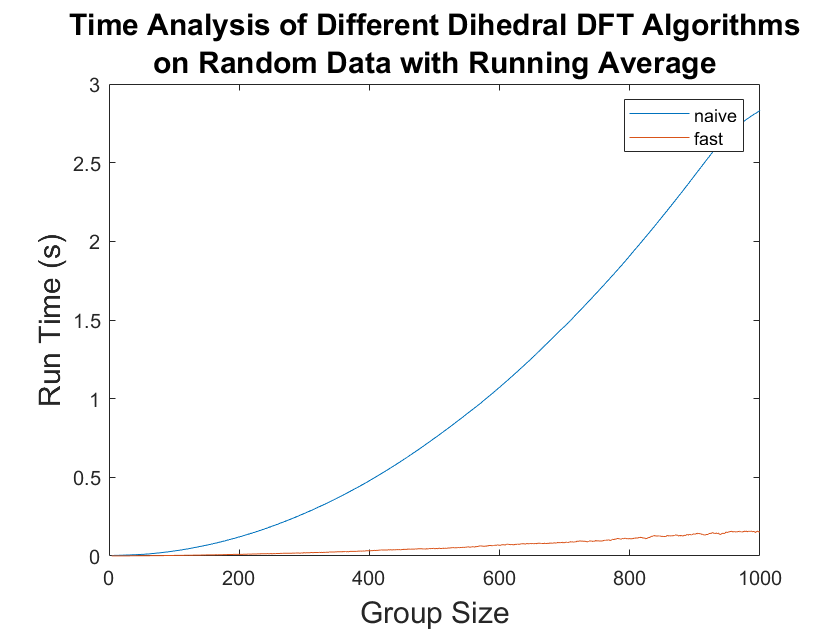 Time Analysis of Different Dihedral DFT Algorithms
on Random Data with Running Average
3
2.5
2
1.5
1
0.5
0
Run Time (s)
naive
fast
0 200 400 600 800 1000
Group Size